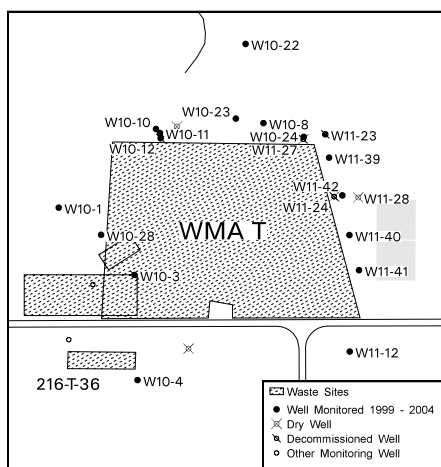 W10-22
W10-23
W10-10
W10-8
W10-11
W10-24
W11-23
W10-12
W11-27
W11-39
W11-42
W11-28
W11-24
W10-1
WMA T
W10-28
W11-40
W10-3
W11-41
W11-12
216-T-36
W10-4
Waste Sites
Well Monitored 1999 - 2004
Dry Well
Decommissioned Well
Other Monitoring Well